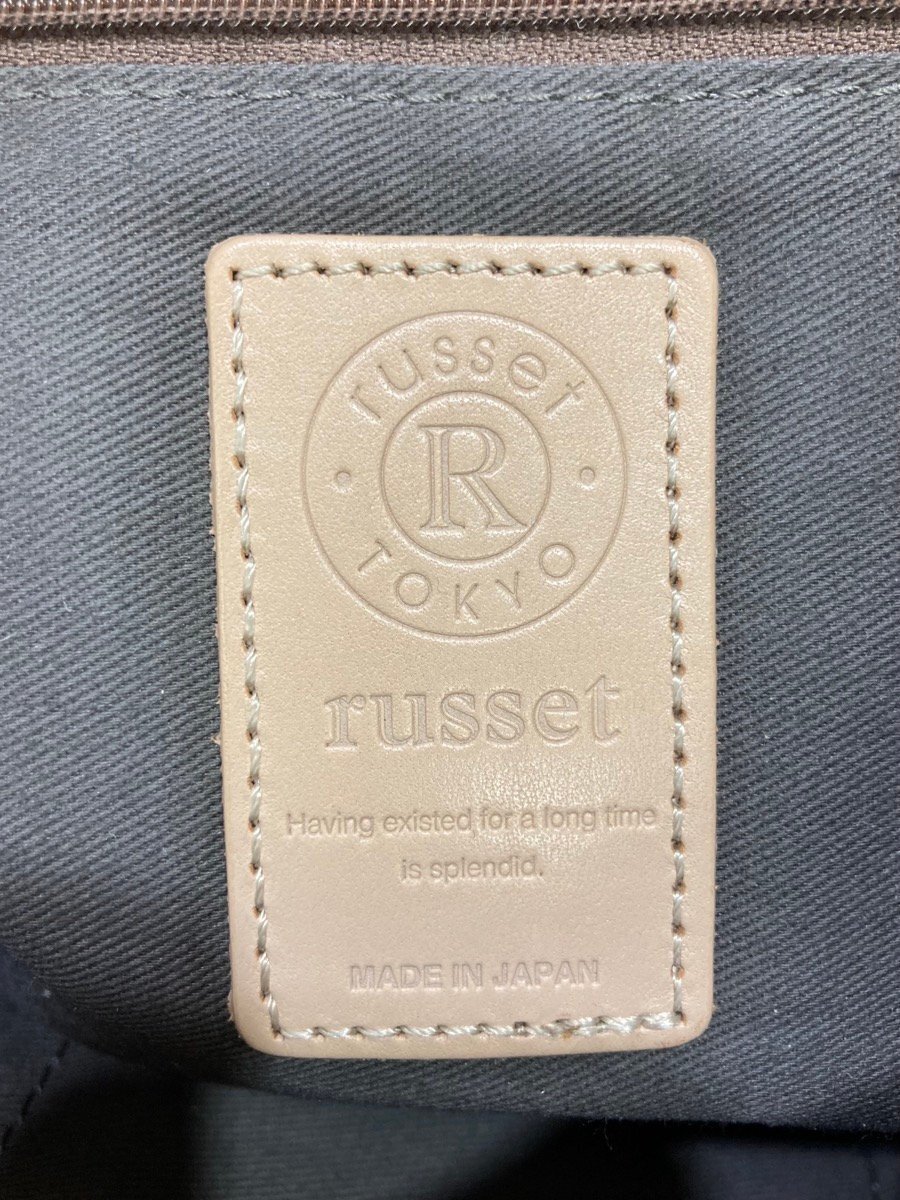 russet
R
TOKYO
russet
Having existed for a long time
is splendid.
MADE IN JAPAN